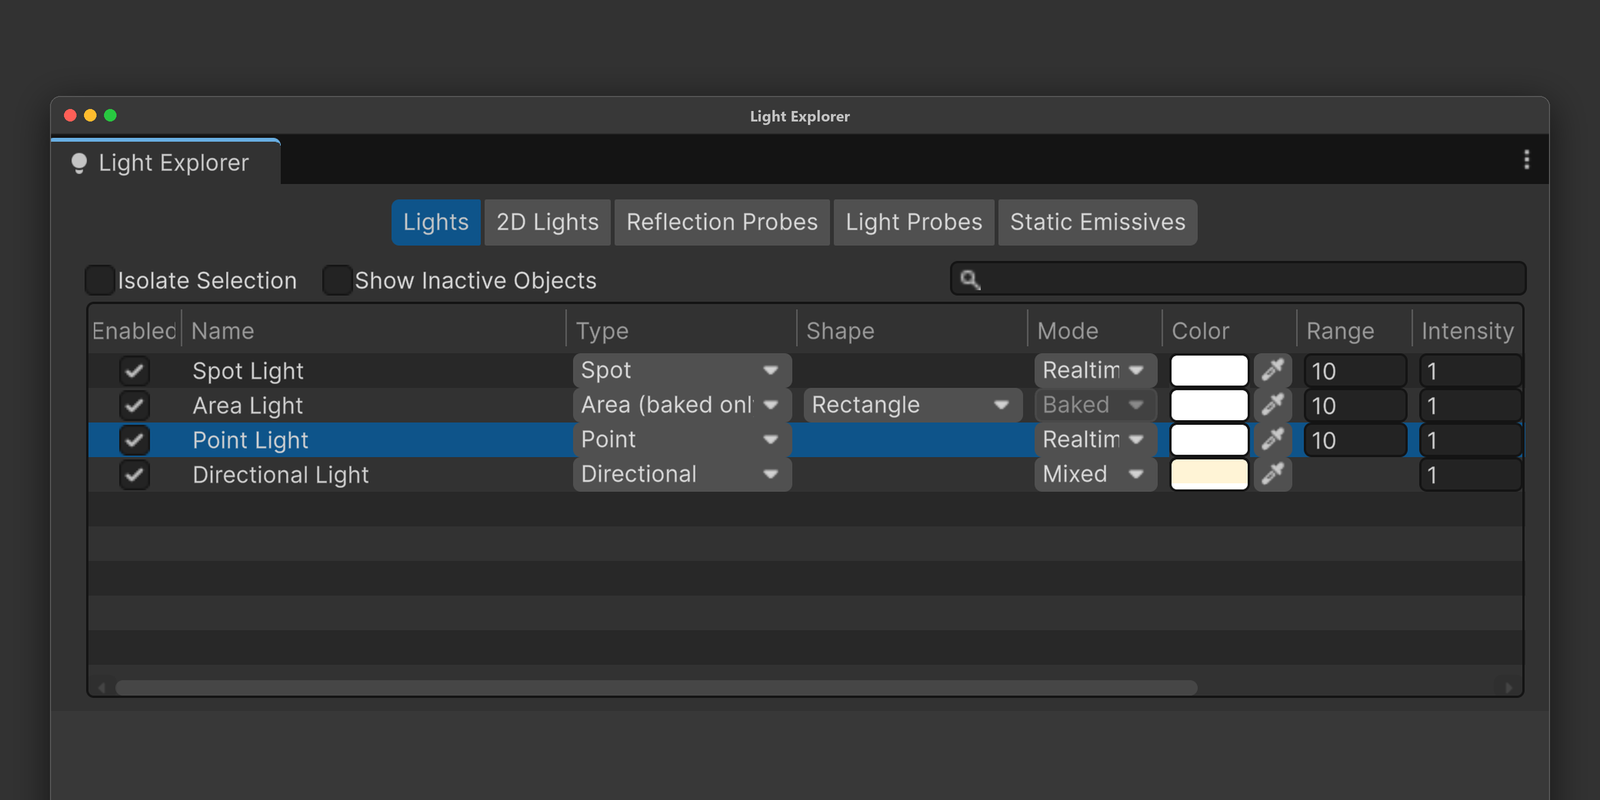 Light Explorer
Light Explorer
Lights 2D Lights Reflection Probes Light Probes Static Emissives
Isolate Selection Show Inactive Objects
Enabled Name Type Shape Mode Color Range Intensity
Spot Light Spot Realtim 10 1
Area Light Area (baked onl Rectangle Baked 10 1
Point Light Point Realtim 10 1
Directional Light Directional Mixed 1